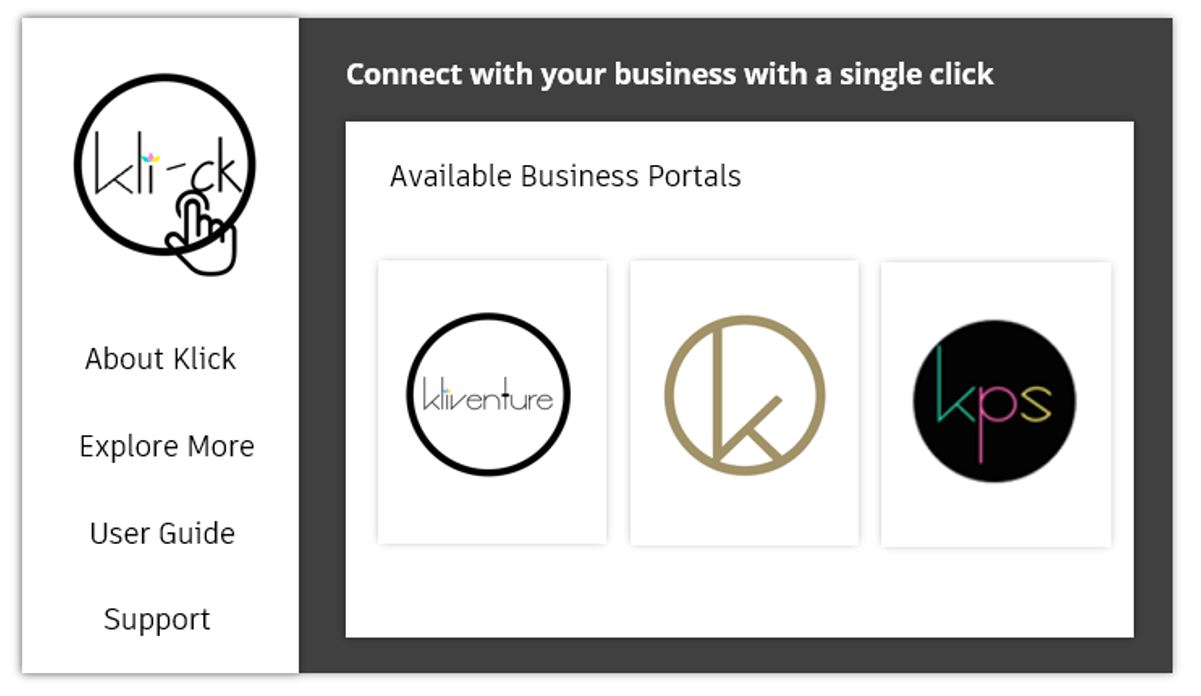 kli-ck
About Klick
Explore More
User Guide
Support
Connect with your business with a single click
Available Business Portals
kliventure
k
kps